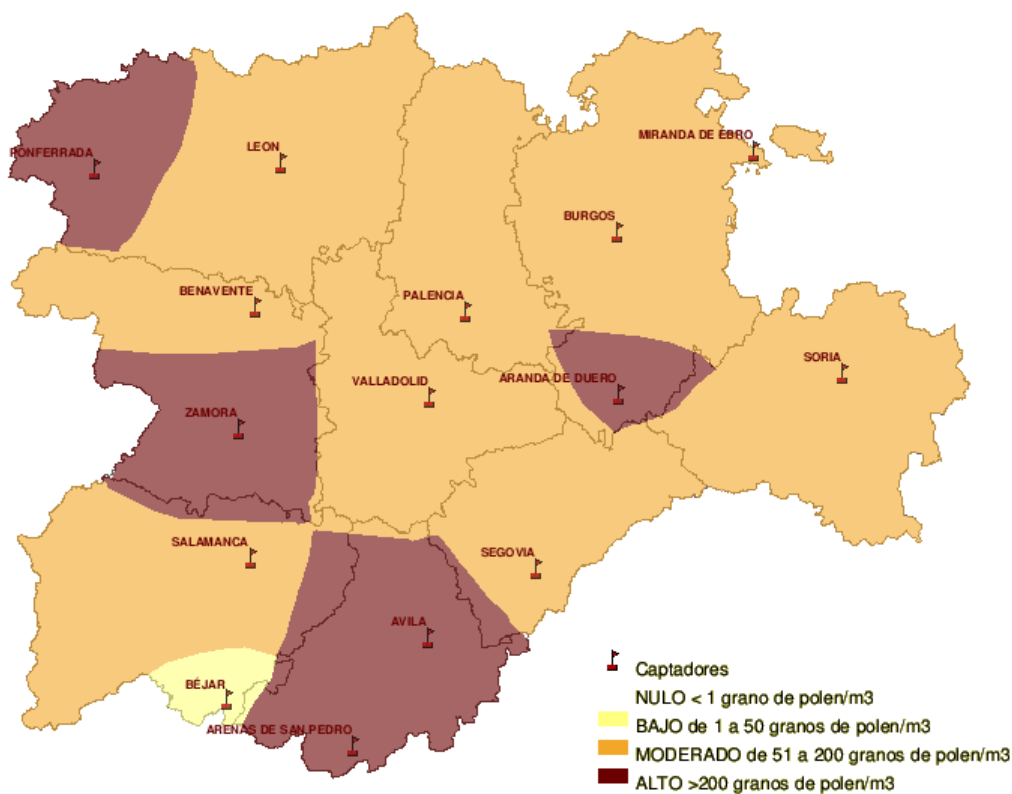 MIRANDA DE EBRO
PONFERRADA
LEON
BURGOS
BENAVENTE
PALENCIA
SORIA
VALLADOLID
ARANDA DE DUERO
ZAMORA
SALAMANCA
SEGOVIA
AVILA
BÉJAR
ARENAS DE SAN PEDRO
Captadores
NULO < 1 grano de polen/m3
BAJO de 1 a 50 granos de polen/m3
MODERADO de 51 a 200 granos de polen/m3
ALTO >200 granos de polen/m3